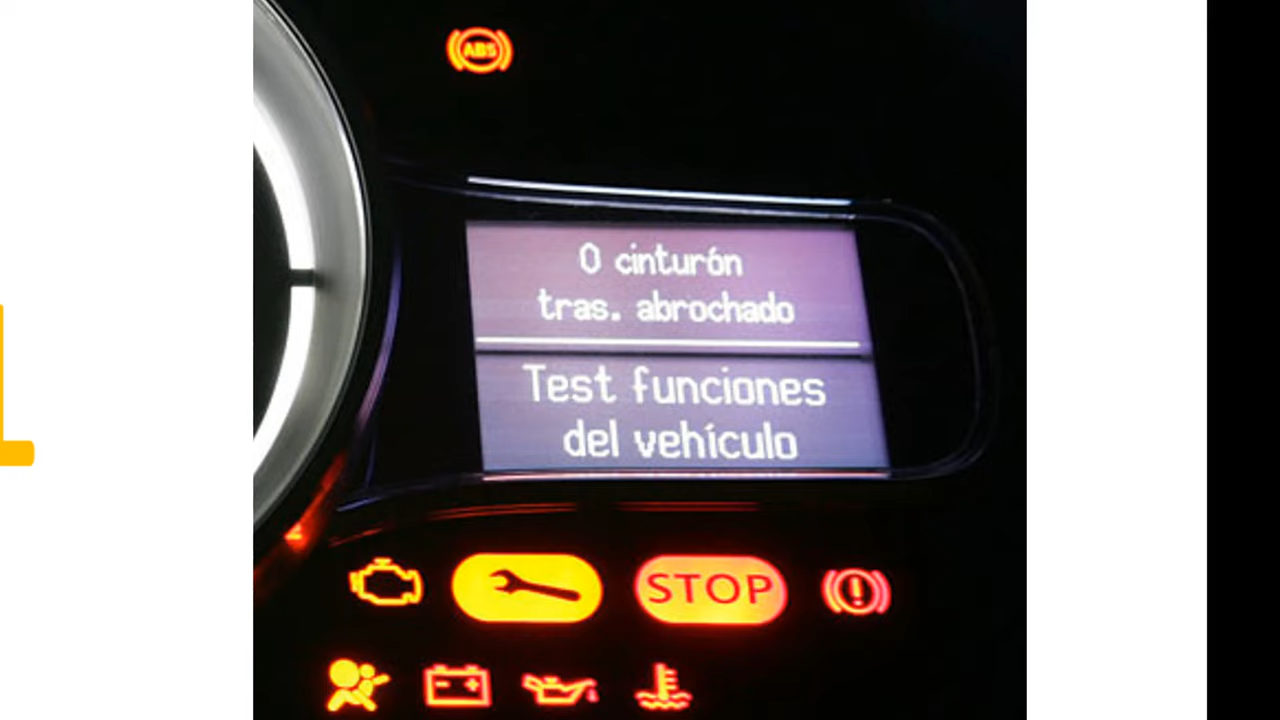 ABS
0 cinturón
tras. abrochado
Test funciones
del vehículo
STOP